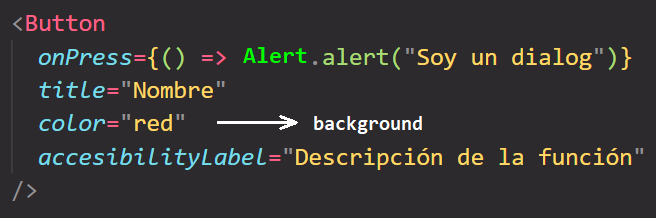 <Button
onPress={() => Alert.alert("Soy un dialog")}
title="Nombre"
color="red" background
accesibilityLabel="Descripción de la función"
/>